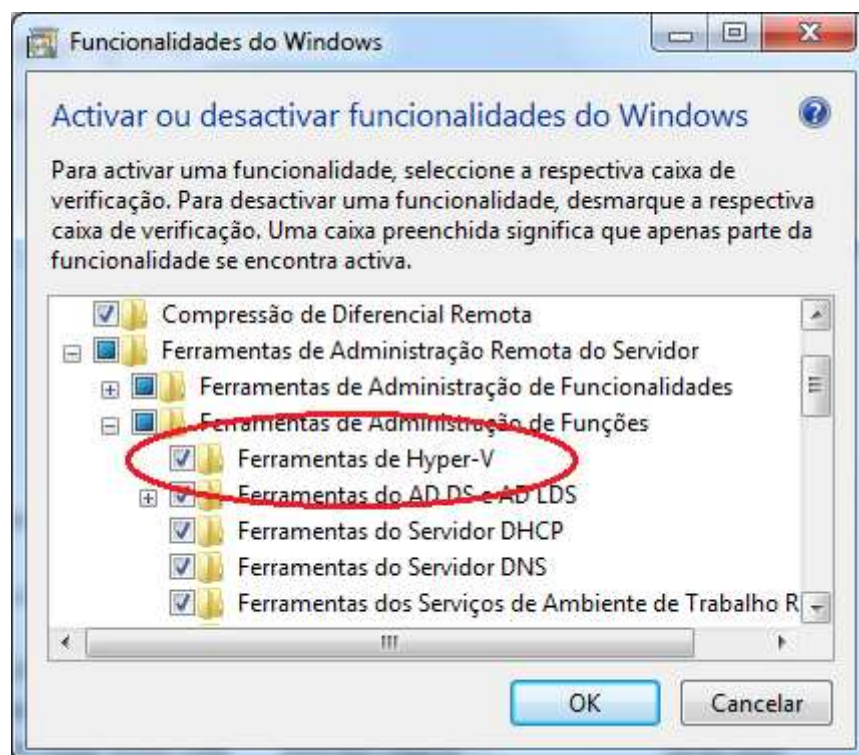 Funcionalidades do Windows
Activar ou desactivar funcionalidades do Windows
Para activar uma funcionalidade, seleccione a respectiva caixa de
verificação. Para desactivar uma funcionalidade, desmarque a respectiva
caixa de verificação. Uma caixa preenchida significa que apenas parte da
funcionalidade se encontra activa.
Compressão de Diferencial Remota
Ferramentas de Administração Remota do Servidor
Ferramentas de Administração de Funcionalidades
Ferramentas de Administração de Funções
Ferramentas de Hyper-V
Ferramentas do AD DS e AD LDS
Ferramentas do Servidor DHCP
Ferramentas do Servidor DNS
Ferramentas dos Serviços de Ambiente de Trabalho R
OK
Cancelar